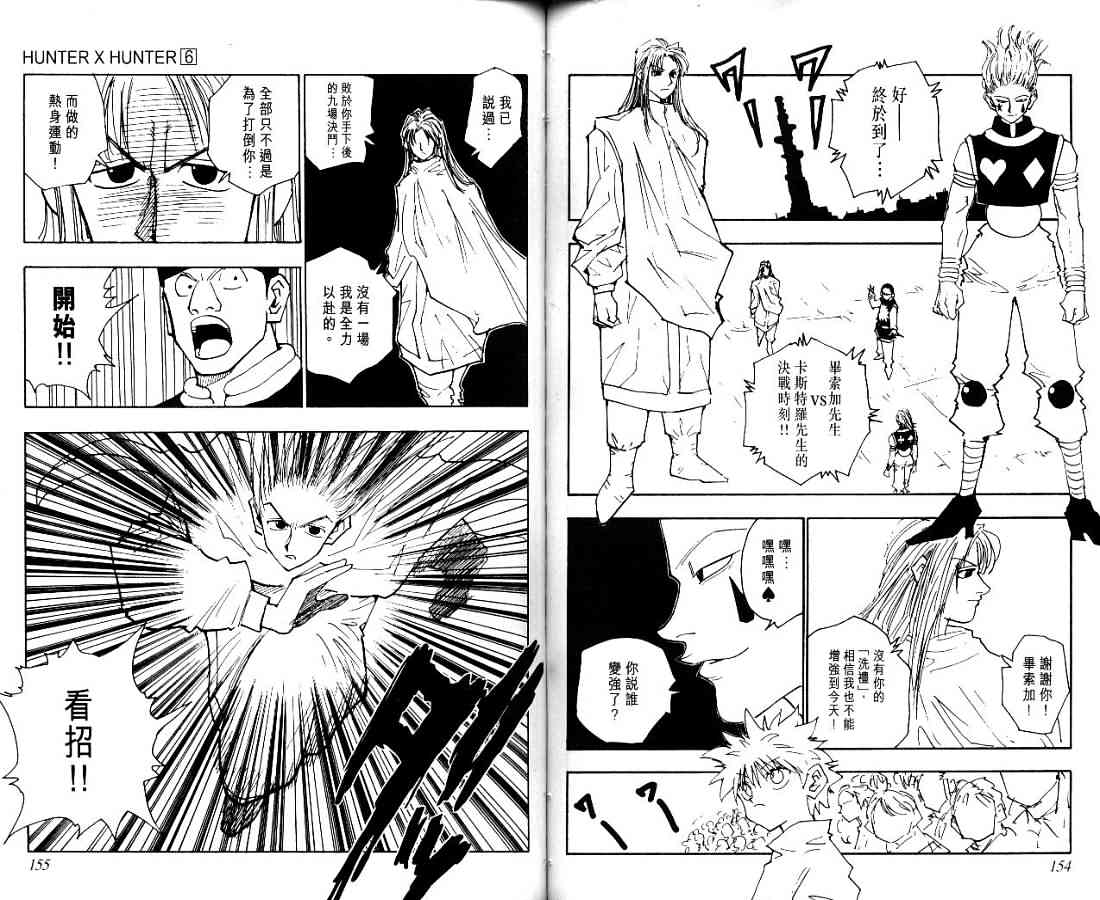 好——
終於到了…
ワ
ワ
畢索加先生
VS
卡斯特羅先生的
決戰時刻!!
謝謝你！
畢索加！
沒有你的
「洗禮」，
相信我也不能
增強到今天！
嘿…
嘿嘿嘿♠
你說誰
變強了？
ワ
ワ
154
HUNTER X HUNTER 6
我已
說過…
敗於你手下後
的九場決鬥…
沒有一場
我是全力
以赴的。
全部只不過是
為了打倒你…
而做的
熱身運動！
開始!!
看招!!
155